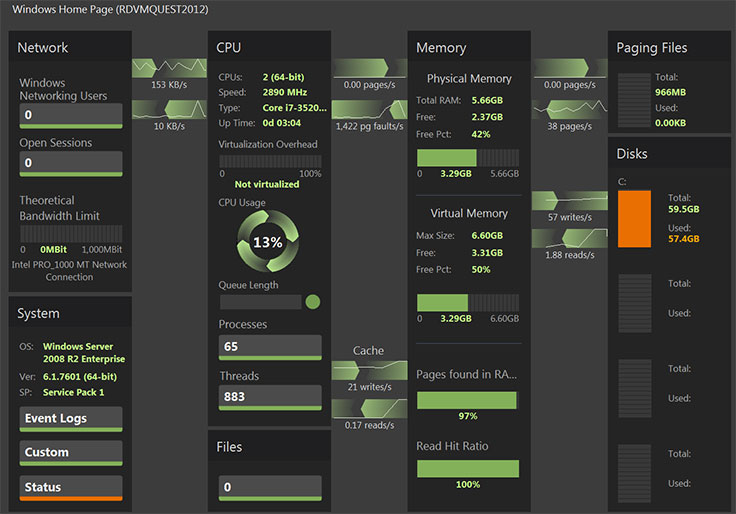 Windows Home Page (RDVMQUEST2012)
Network
Windows
Networking Users
0
Open Sessions
0
Theoretical
Bandwidth Limit
0 0MBit 1,000MBit
Intel PRO_1000 MT Network
Connection
System
OS: Windows Server
2008 R2 Enterprise
Ver: 6.1.7601 (64-bit)
SP: Service Pack 1
Event Logs
Custom
Status
153 KB/s
10 KB/s
CPU
CPUs: 2 (64-bit)
Speed: 2890 MHz
Type: Core i7-3520...
Up Time: 0d 03:04
Virtualization Overhead
0 100%
Not virtualized
CPU Usage
13%
Queue Length
Processes
65
Threads
883
Files
0
0.00 pages/s
1,422 pg faults/s
Cache
21 writes/s
0.17 reads/s
Memory
Physical Memory
Total RAM: 5.66GB
Free: 2.37GB
Free Pct: 42%
0 3.29GB 5.66GB
Virtual Memory
Max Size: 6.60GB
Free: 3.31GB
Free Pct: 50%
0 3.29GB 6.60GB
Pages found in RA...
97%
Read Hit Ratio
100%
0.00 pages/s
38 pages/s
57 writes/s
1.88 reads/s
Paging Files
Total:
966MB
Used:
0.00KB
Disks
C:
Total:
59.5GB
Used:
57.4GB
Total:
Used:
Total:
Used:
Total:
Used: